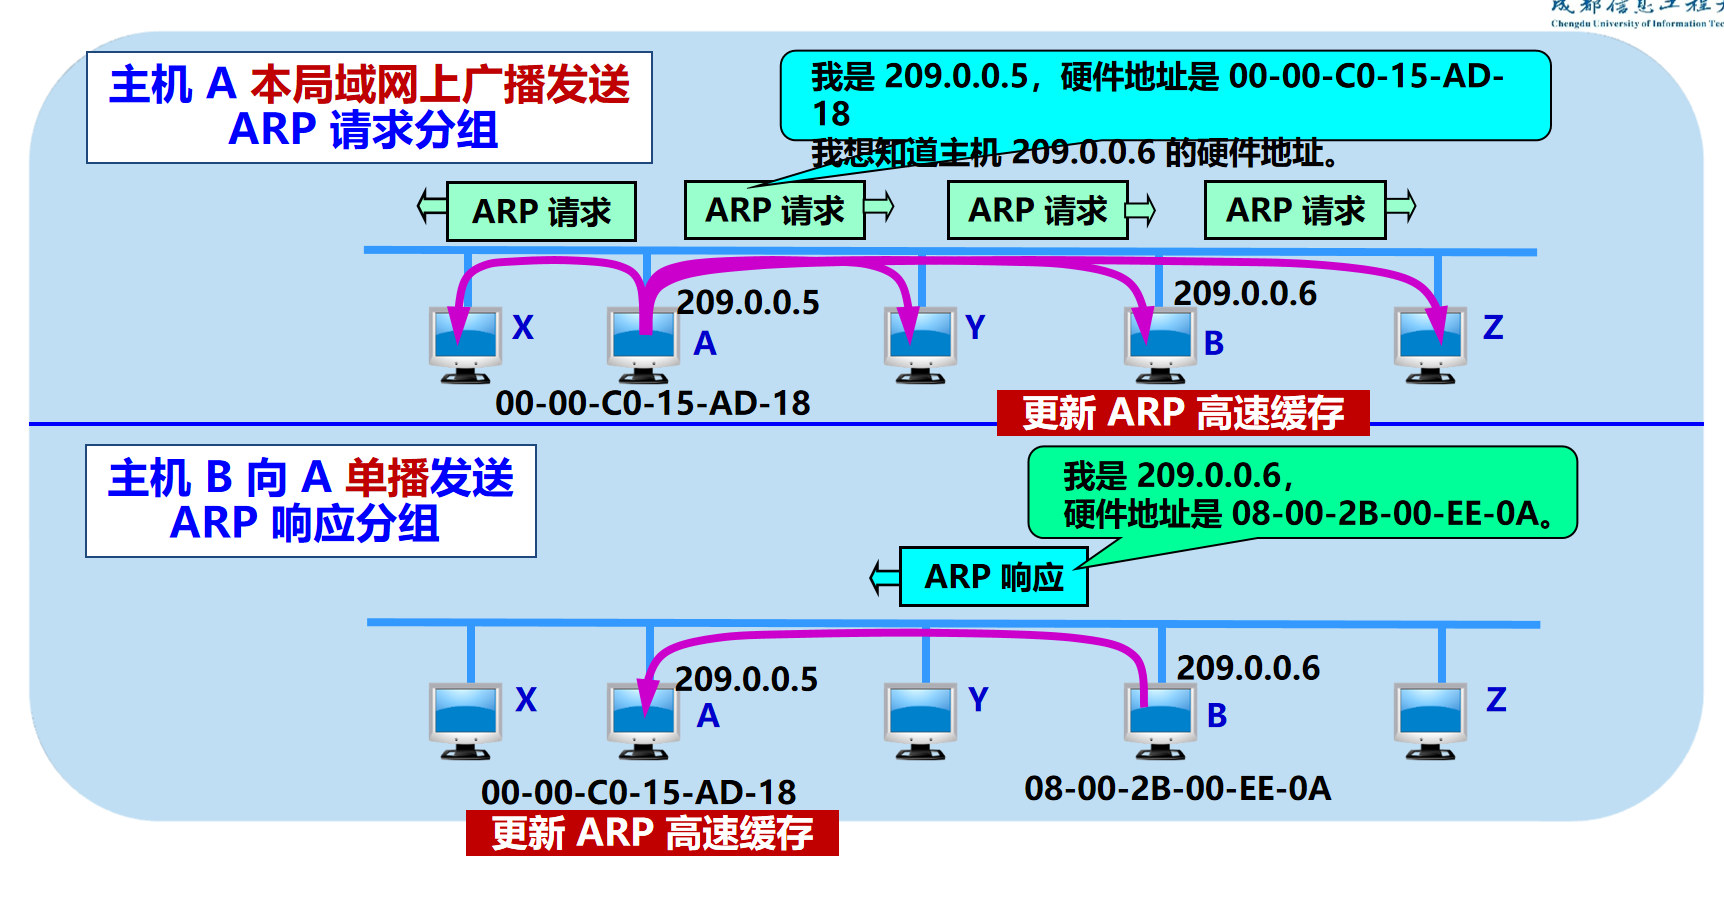 成都信息工程
Chengdu University of Information Tec
主机 A 本局域网上广播发送
ARP 请求分组
我是 209.0.0.5，硬件地址是 00-00-C0-15-AD-
18
我想知道主机 209.0.0.6 的硬件地址。
ARP 请求
ARP 请求
ARP 请求
ARP 请求
209.0.0.5
209.0.0.6
X
A
Y
B
Z
00-00-C0-15-AD-18
更新 ARP 高速缓存
主机 B 向 A 单播发送
ARP 响应分组
我是 209.0.0.6，
硬件地址是 08-00-2B-00-EE-0A。
ARP 响应
209.0.0.5
209.0.0.6
X
A
Y
B
Z
00-00-C0-15-AD-18
08-00-2B-00-EE-0A
更新 ARP 高速缓存